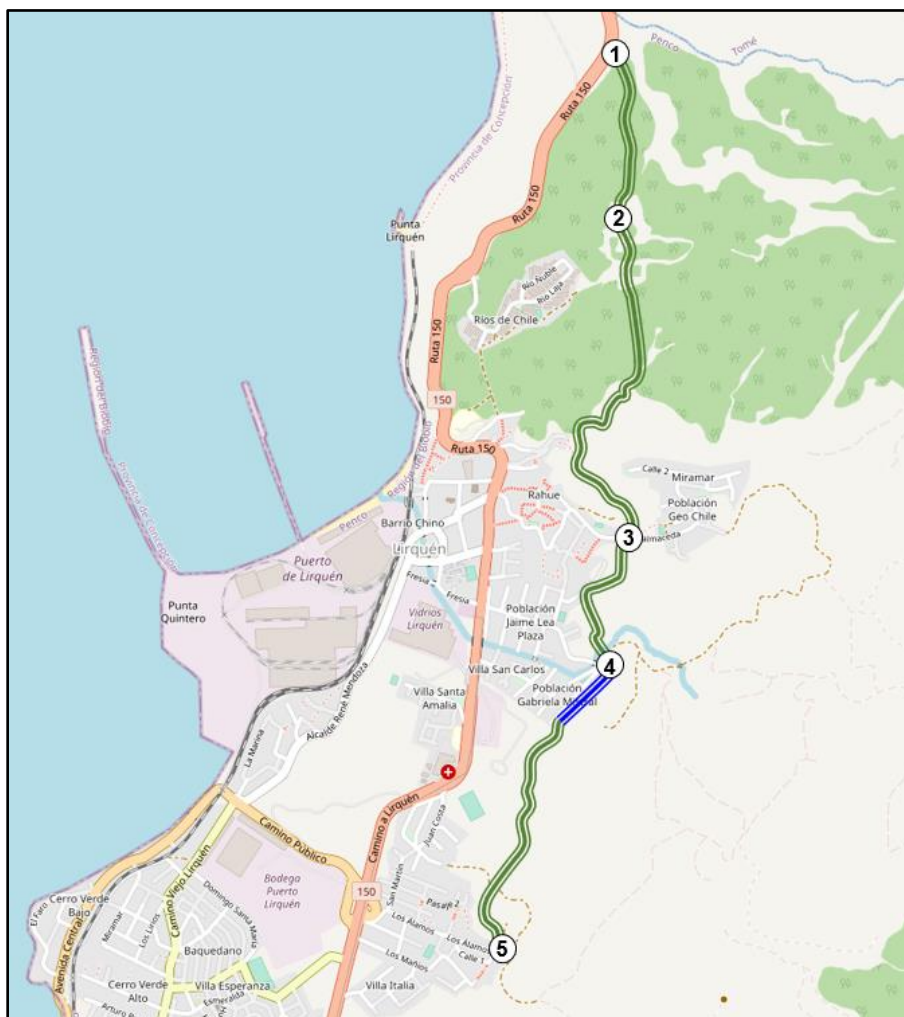 1
Penco
Tomé
Ruta 150
Provincia de Concepción
Ruta 150
Punta
Lirquén
2
Río Ñuble
Río Laja
Ríos de Chile
Ruta 150
Región del Biobío
150
Provincia de Concepción
Región del Biobío
Ruta 150
Penco
Calle 2
Miramar
Rahue
Población
Geo Chile
Barrio Chino
3
Lirquén
Puerto
de Lirquén
Fresia
Fresia
Punta
Quintero
Vidrios
Lirquén
Población
Jaime Lea
Plaza
Villa San Carlos
4
Villa Santa
Amalia
Población
Alcalde René Mendoza
La Marina
Camino a Lirquén
Juan Costa
Camino Público
Camino Viejo Lirquén
San Martín
150
Bodega
Puerto
Lirquén
Pasaje 2
El Faro
Cerro Verde
Bajo
Miramar
Los Lirios
Domingo Santa
María
Los Álamos
Los Álamos
Calle 1
5
Avenida Central
Baquedano
Los Mañios
Cerro Verde
Alto
Villa Esperanza
Esmeralda
Villa Italia